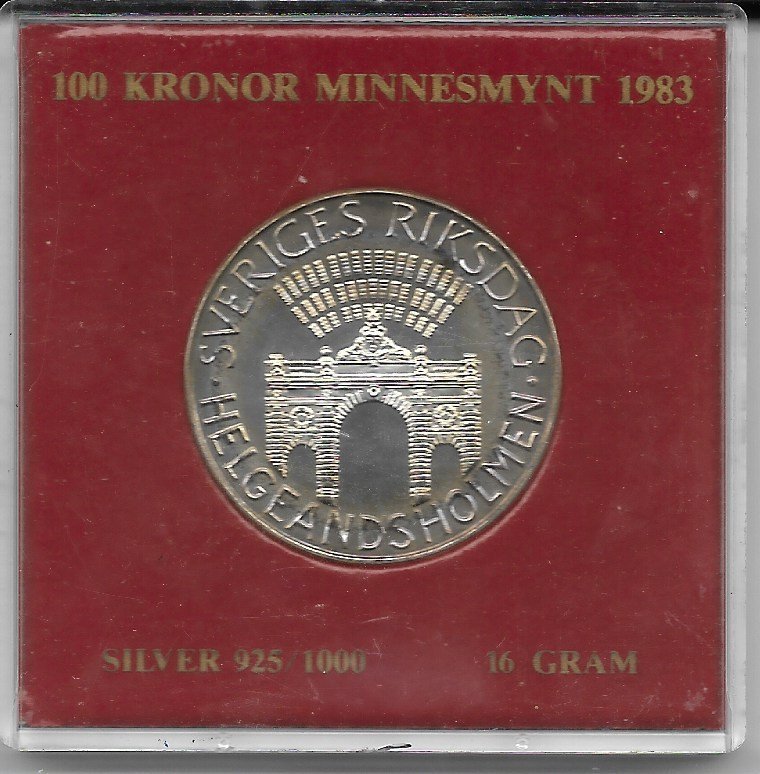 100 KRONOR MINNESMYNT 1983
SVERIGES RIKSDAG ·
HELGEANDSHOLMEN ·
SILVER 925/1000 16 GRAM